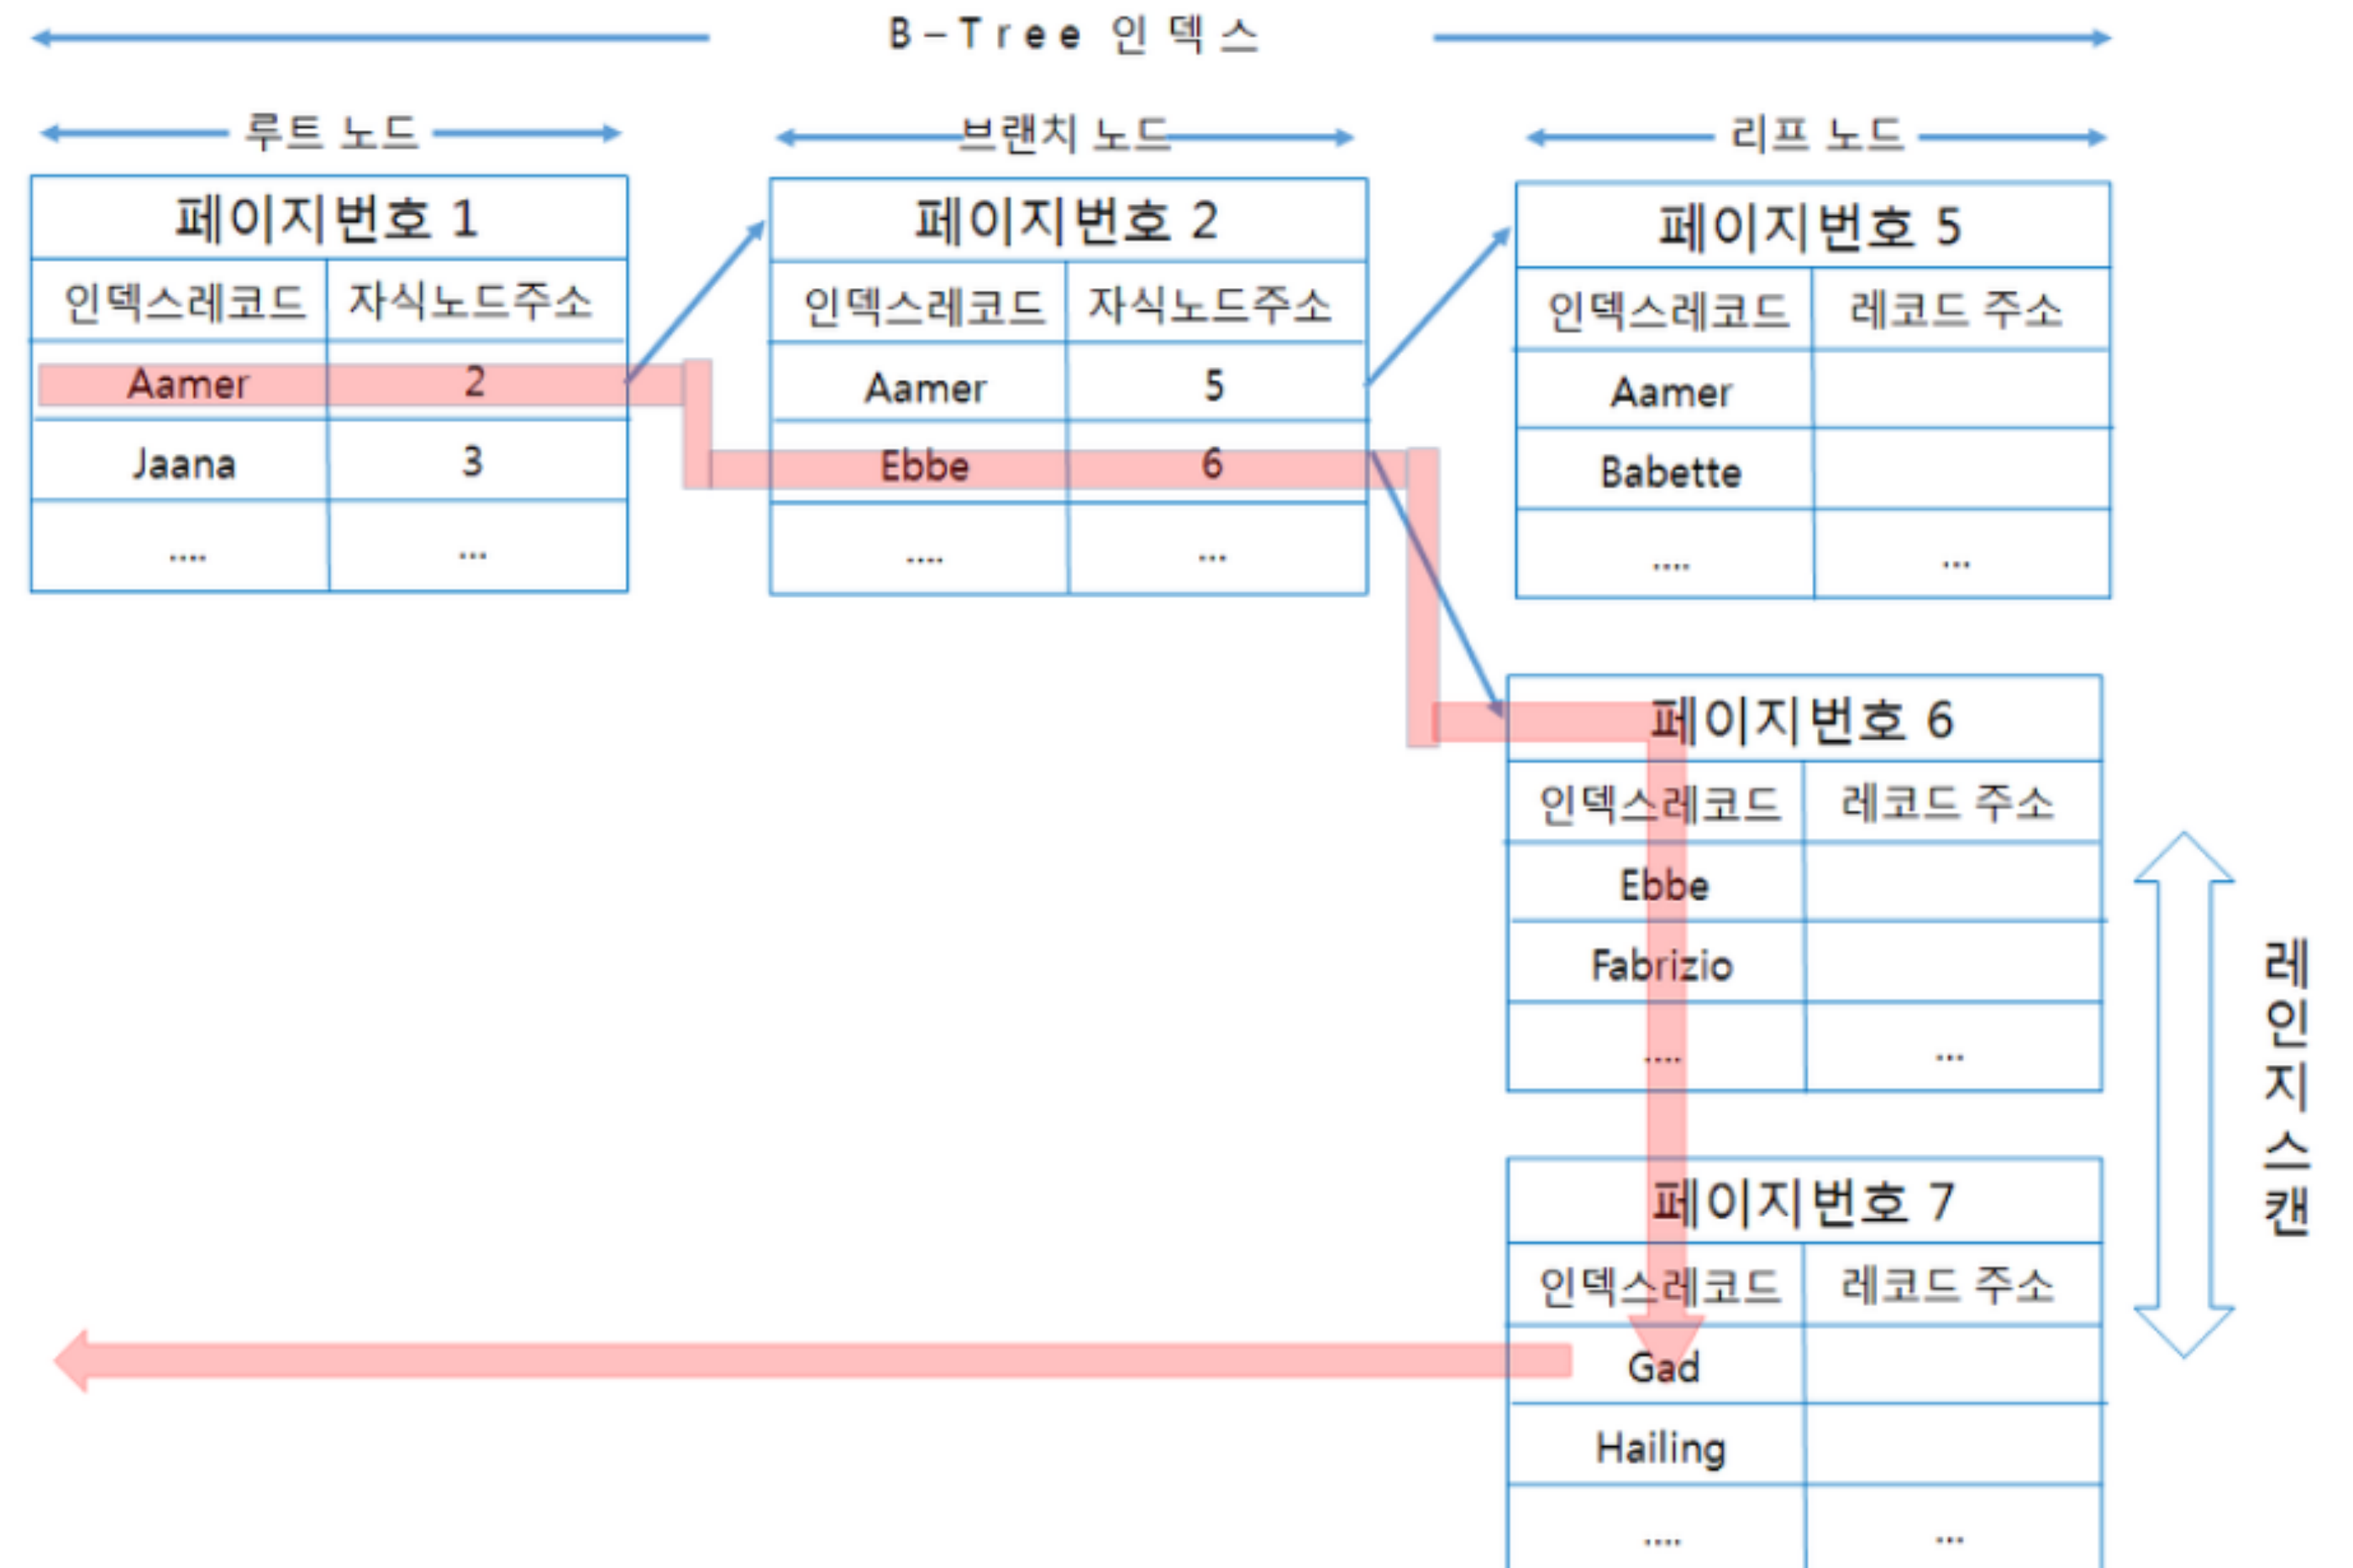 B-Tree 인덱스
루트 노드
브랜치 노드
리프 노드
페이지번호 1
인덱스레코드 자식노드주소
Aamer 2
Jaana 3
.... ...
페이지번호 2
인덱스레코드 자식노드주소
Aamer 5
Ebbe 6
.... ...
페이지번호 5
인덱스레코드 레코드 주소
Aamer
Babette
.... ...
페이지번호 6
인덱스레코드 레코드 주소
Ebbe
Fabrizio
.... ...
페이지번호 7
인덱스레코드 레코드 주소
Gad
Hailing
.... ...
레인지스캔